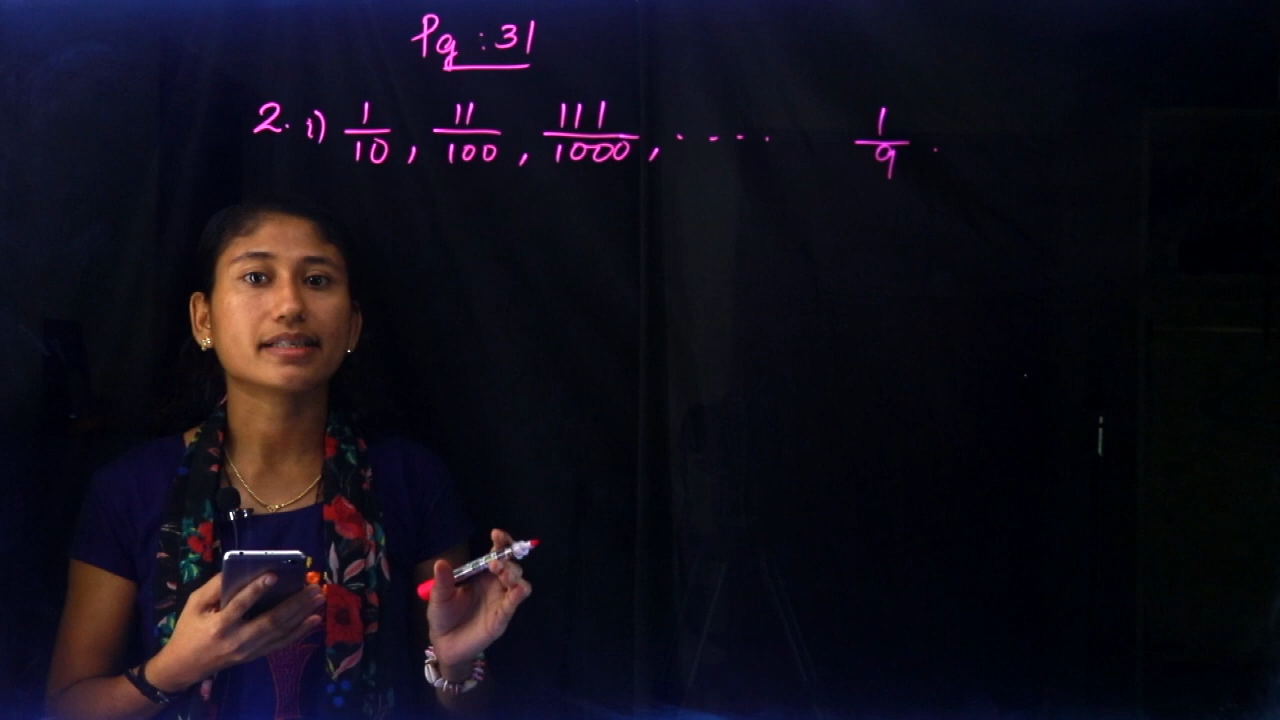 Pg : 31
2. i) 1/10, 11/100, 111/1000, . . . . 1/9 .